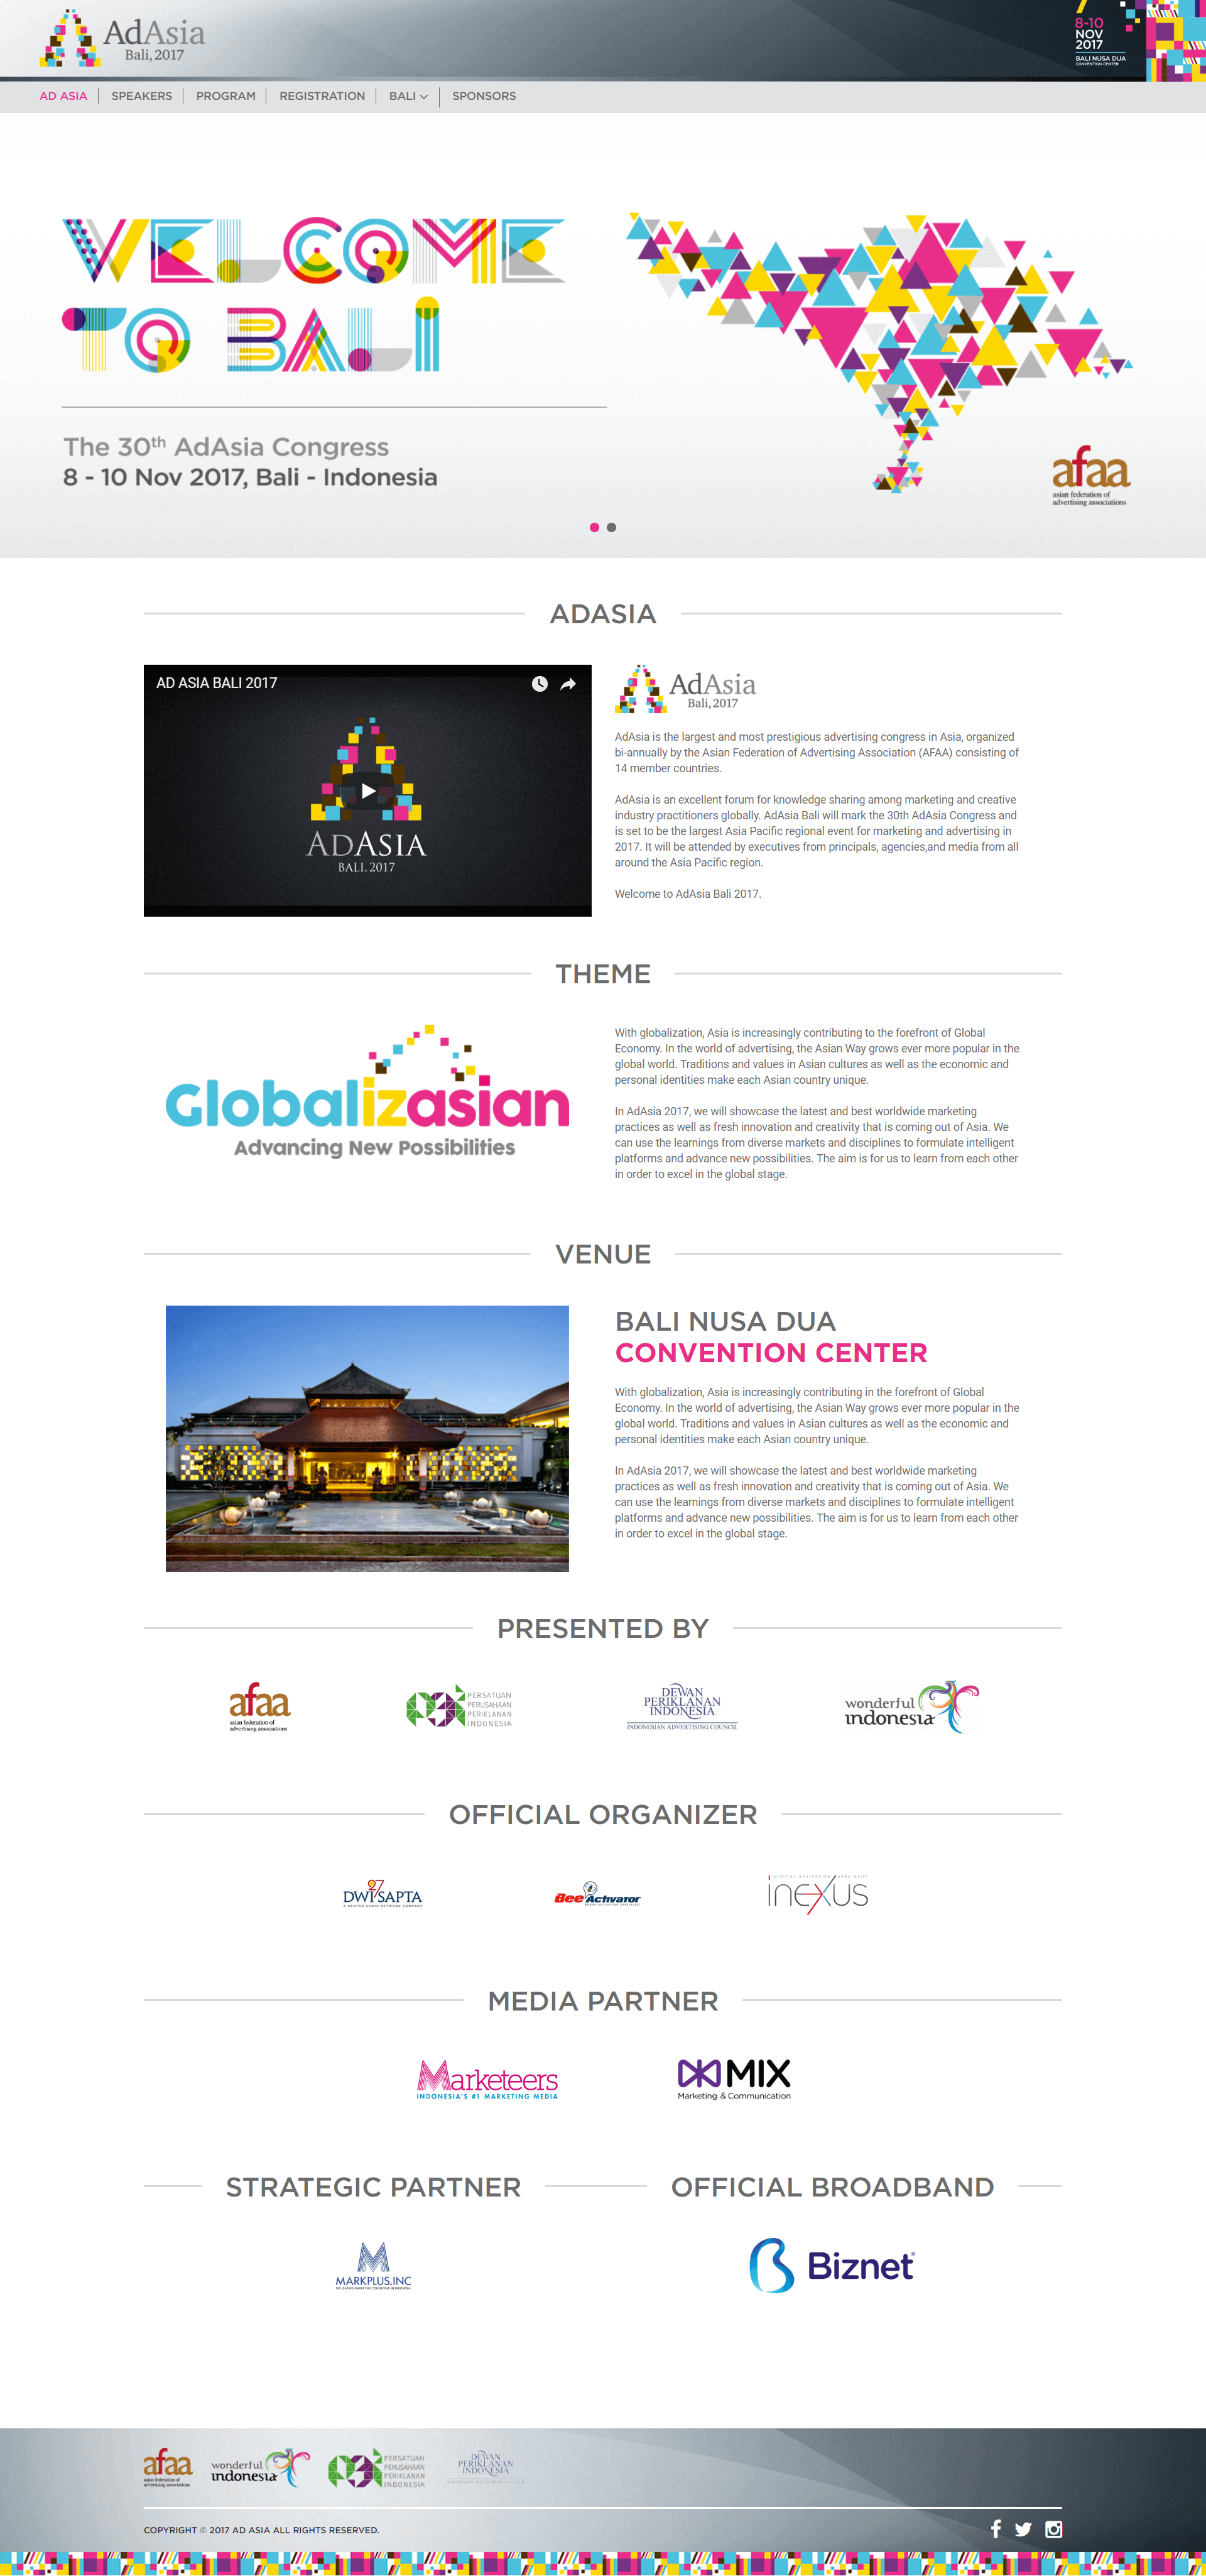 AdAsia
Bali, 2017
8-10
NOV
2017
BALI NUSA DUA
CONVENTION CENTER
AD ASIA
SPEAKERS
PROGRAM
REGISTRATION
BALI
SPONSORS
WELCOME
TO BALI
The 30th AdAsia Congress
8 - 10 Nov 2017, Bali - Indonesia
afaa
asian federation of
advertising associations
ADASIA
AD ASIA BALI 2017
ADASIA
BALI, 2017
AdAsia
Bali, 2017
AdAsia is the largest and most prestigious advertising congress in Asia, organized
bi-annually by the Asian Federation of Advertising Association (AFAA) consisting of
14 member countries.
AdAsia is an excellent forum for knowledge sharing among marketing and creative
industry practitioners globally. AdAsia Bali will mark the 30th AdAsia Congress and
is set to be the largest Asia Pacific regional event for marketing and advertising in
2017. It will be attended by executives from principals, agencies,and media from all
around the Asia Pacific region.
Welcome to AdAsia Bali 2017.
THEME
Globalizasian
Advancing New Possibilities
With globalization, Asia is increasingly contributing to the forefront of Global
Economy. In the world of advertising, the Asian Way grows ever more popular in the
global world. Traditions and values in Asian cultures as well as the economic and
personal identities make each Asian country unique.
In AdAsia 2017, we will showcase the latest and best worldwide marketing
practices as well as fresh innovation and creativity that is coming out of Asia. We
can use the learnings from diverse markets and disciplines to formulate intelligent
platforms and advance new possibilities. The aim is for us to learn from each other
in order to excel in the global stage.
VENUE
BALI NUSA DUA
CONVENTION CENTER
With globalization, Asia is increasingly contributing in the forefront of Global
Economy. In the world of advertising, the Asian Way grows ever more popular in the
global world. Traditions and values in Asian cultures as well as the economic and
personal identities make each Asian country unique.
In AdAsia 2017, we will showcase the latest and best worldwide marketing
practices as well as fresh innovation and creativity that is coming out of Asia. We
can use the learnings from diverse markets and disciplines to formulate intelligent
platforms and advance new possibilities. The aim is for us to learn from each other
in order to excel in the global stage.
PRESENTED BY
afaa
asian federation of
advertising associations
PERSATUAN
PERUSAHAAN
PERIKLANAN
INDONESIA
DEWAN
PERIKLANAN
INDONESIA
INDONESIAN ADVERTISING COUNCIL
wonderful
indonesia
OFFICIAL ORGANIZER
27
DWI SAPTA
A DENTSU AEGIS NETWORK COMPANY
Bee Activator
BRAND ACTIVATION SPECIALIST
DIGITAL ACTIVATION SPECIALIST
inexus
MEDIA PARTNER
Marketeers
INDONESIA'S #1 MARKETING MEDIA
MIX
Marketing & Communication
STRATEGIC PARTNER
OFFICIAL BROADBAND
MARKPLUS.INC
Biznet®
afaa
asian federation of
advertising associations
wonderful
indonesia
PERSATUAN
PERUSAHAAN
PERIKLANAN
INDONESIA
DEWAN
PERIKLANAN
INDONESIA
COPYRIGHT © 2017 AD ASIA ALL RIGHTS RESERVED.